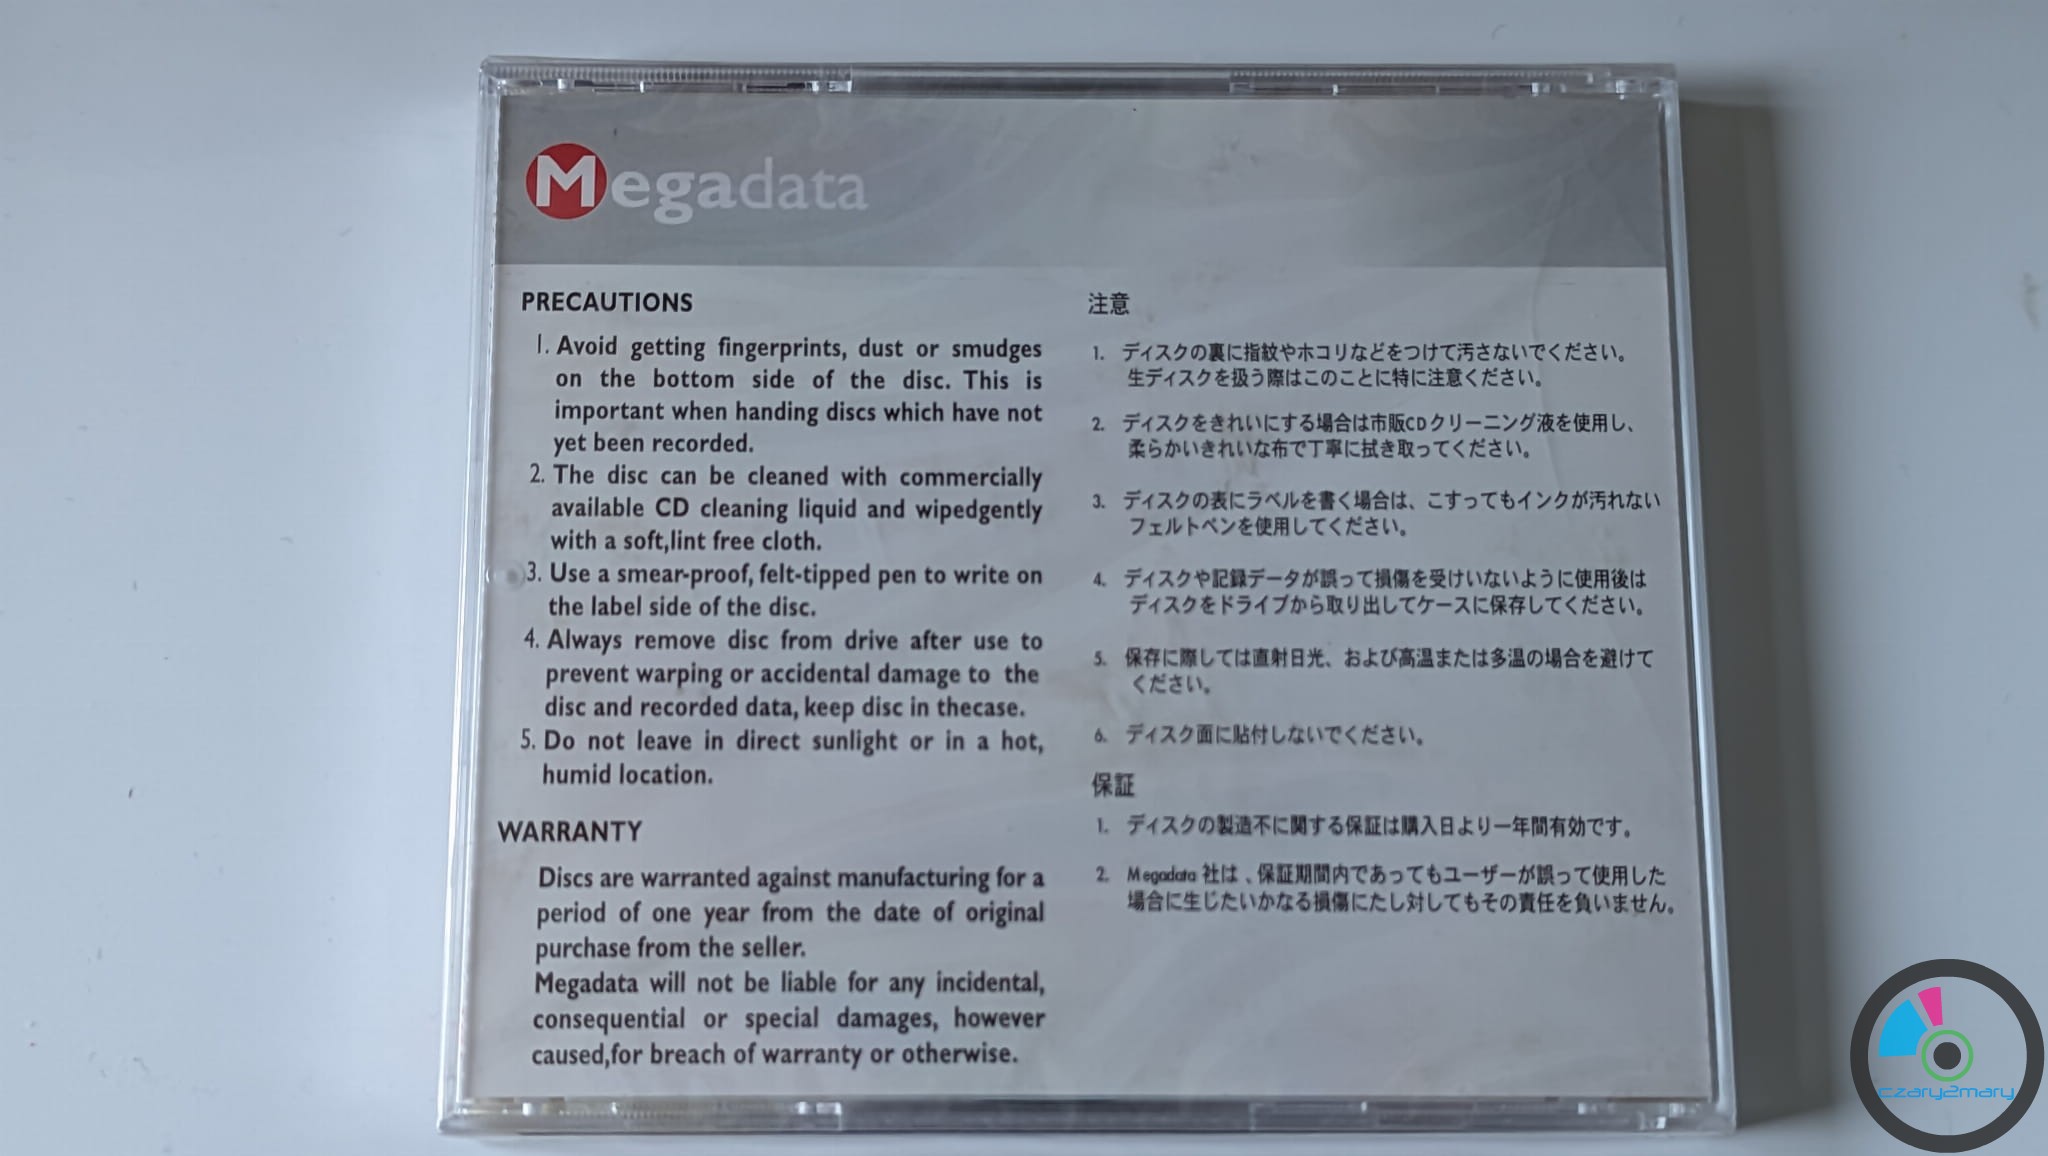 Megadata
PRECAUTIONS
1. Avoid getting fingerprints, dust or smudges
on the bottom side of the disc. This is
important when handing discs which have not
yet been recorded.
2. The disc can be cleaned with commercially
available CD cleaning liquid and wipedgently
with a soft,lint free cloth.
3. Use a smear-proof, felt-tipped pen to write on
the label side of the disc.
4. Always remove disc from drive after use to
prevent warping or accidental damage to the
disc and recorded data, keep disc in thecase.
5. Do not leave in direct sunlight or in a hot,
humid location.
WARRANTY
Discs are warranted against manufacturing for a
period of one year from the date of original
purchase from the seller.
Megadata will not be liable for any incidental,
consequential or special damages, however
caused,for breach of warranty or otherwise.
注意
1. ディスクの裏に指紋やホコリなどをつけて汚さないでください。
生ディスクを扱う際はこのことに特に注意ください。
2. ディスクをきれいにする場合は市販CDクリーニング液を使用し、
柔らかいきれいな布で丁寧に拭き取ってください。
3. ディスクの表にラベルを書く場合は、こすってもインクが汚れない
フェルトペンを使用してください。
4. ディスクや記録データが誤って損傷を受けいないように使用後は
ディスクをドライブから取り出してケースに保存してください。
5. 保存に際しては直射日光、および高温または多温の場合を避けて
ください。
6. ディスク面に貼付しないでください。
保証
1. ディスクの製造不に関する保証は購入日より一年間有効です。
2. Megadata 社は、保証期間内であってもユーザーが誤って使用した
場合に生じたいかなる損傷にたし対してもその責任を負いません。
czary2mary